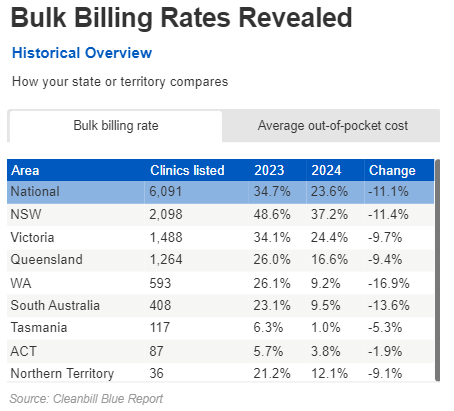 Bulk Billing Rates Revealed
Historical Overview
How your state or territory compares
Bulk billing rate Average out-of-pocket cost
Area Clinics listed 2023 2024 Change
National 6,091 34.7% 23.6% -11.1%
NSW 2,098 48.6% 37.2% -11.4%
Victoria 1,488 34.1% 24.4% -9.7%
Queensland 1,264 26.0% 16.6% -9.4%
WA 593 26.1% 9.2% -16.9%
South Australia 408 23.1% 9.5% -13.6%
Tasmania 117 6.3% 1.0% -5.3%
ACT 87 5.7% 3.8% -1.9%
Northern Territory 36 21.2% 12.1% -9.1%
Source: Cleanbill Blue Report